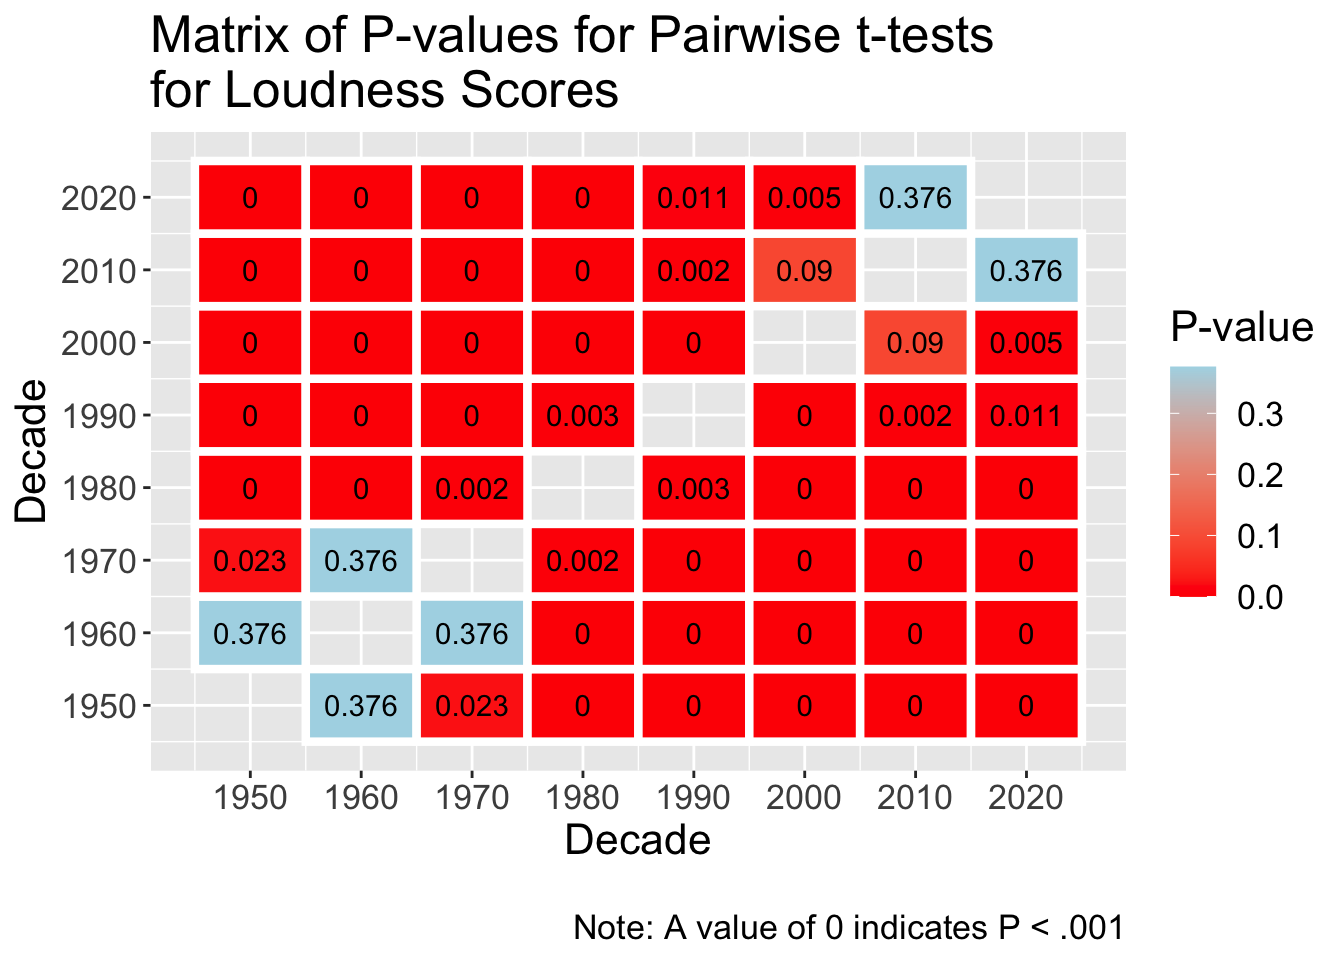 Matrix of P-values for Pairwise t-tests
for Loudness Scores
Decade
2020 0 0 0 0 0.011 0.005 0.376
2010 0 0 0 0 0.002 0.09 0.376
2000 0 0 0 0 0 0.09 0.005
1990 0 0 0 0.003 0 0.002 0.011
1980 0 0 0.002 0.003 0 0 0
1970 0.023 0.376 0.002 0 0 0 0
1960 0.376 0.376 0 0 0 0 0
1950 0.376 0.023 0 0 0 0 0
1950 1960 1970 1980 1990 2000 2010 2020
Decade
P-value
0.3
0.2
0.1
0.0
Note: A value of 0 indicates P < .001